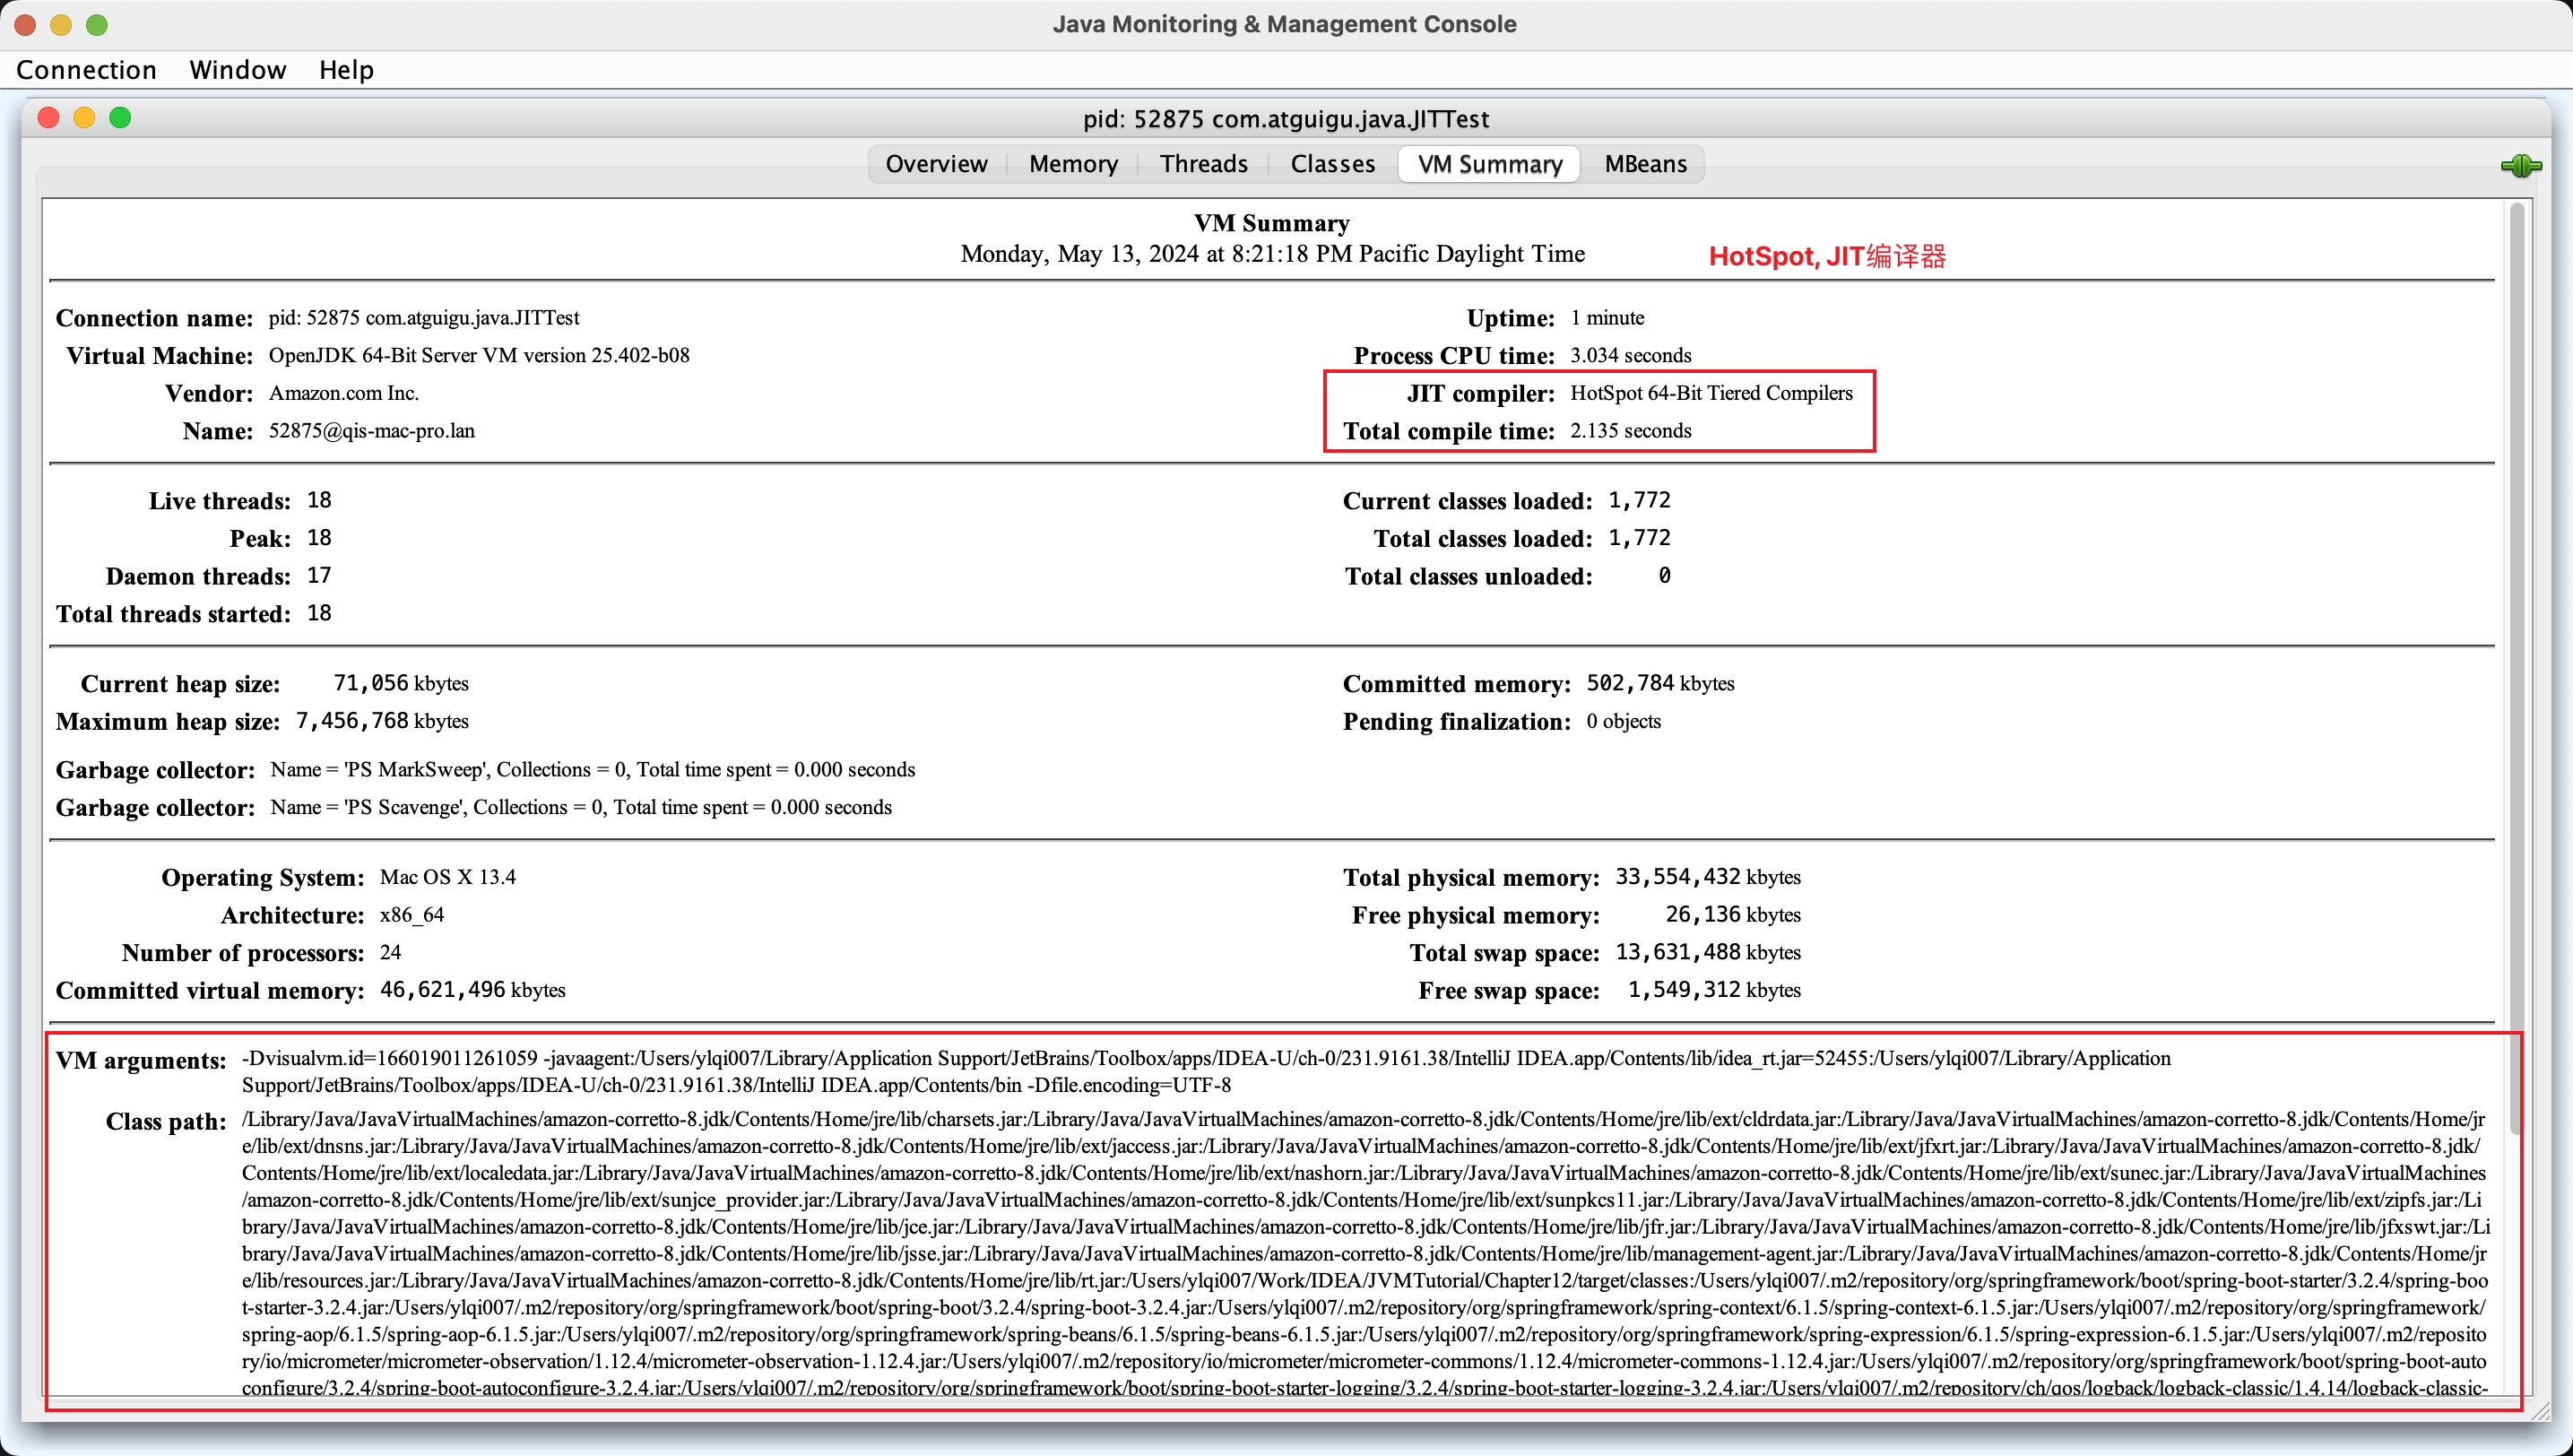 Java Monitoring & Management Console
Connection Window Help
pid: 52875 com.atguigu.java.JITTest
Overview Memory Threads Classes VM Summary MBeans
VM Summary
Monday, May 13, 2024 at 8:21:18 PM Pacific Daylight Time
HotSpot, JIT编译器
Connection name: pid: 52875 com.atguigu.java.JITTest
Virtual Machine: OpenJDK 64-Bit Server VM version 25.402-b08
Vendor: Amazon.com Inc.
Name: 52875@qis-mac-pro.lan
Uptime: 1 minute
Process CPU time: 3.034 seconds
JIT compiler: HotSpot 64-Bit Tiered Compilers
Total compile time: 2.135 seconds
Live threads: 18
Peak: 18
Daemon threads: 17
Total threads started: 18
Current classes loaded: 1,772
Total classes loaded: 1,772
Total classes unloaded: 0
Current heap size: 71,056 kbytes
Maximum heap size: 7,456,768 kbytes
Committed memory: 502,784 kbytes
Pending finalization: 0 objects
Garbage collector: Name = 'PS MarkSweep', Collections = 0, Total time spent = 0.000 seconds
Garbage collector: Name = 'PS Scavenge', Collections = 0, Total time spent = 0.000 seconds
Operating System: Mac OS X 13.4
Architecture: x86_64
Number of processors: 24
Committed virtual memory: 46,621,496 kbytes
Total physical memory: 33,554,432 kbytes
Free physical memory: 26,136 kbytes
Total swap space: 13,631,488 kbytes
Free swap space: 1,549,312 kbytes
VM arguments: -Dvisualvm.id=166019011261059 -javaagent:/Users/ylqi007/Library/Application Support/JetBrains/Toolbox/apps/IDEA-U/ch-0/231.9161.38/IntelliJ IDEA.app/Contents/lib/idea_rt.jar=52455:/Users/ylqi007/Library/Application
Support/JetBrains/Toolbox/apps/IDEA-U/ch-0/231.9161.38/IntelliJ IDEA.app/Contents/bin -Dfile.encoding=UTF-8
Class path: /Library/Java/JavaVirtualMachines/amazon-corretto-8.jdk/Contents/Home/jre/lib/charsets.jar:/Library/Java/JavaVirtualMachines/amazon-corretto-8.jdk/Contents/Home/jre/lib/ext/cldrdata.jar:/Library/Java/JavaVirtualMachines/amazon-corretto-8.jdk/Contents/Home/jr
e/lib/ext/dnsns.jar:/Library/Java/JavaVirtualMachines/amazon-corretto-8.jdk/Contents/Home/jre/lib/ext/jaccess.jar:/Library/Java/JavaVirtualMachines/amazon-corretto-8.jdk/Contents/Home/jre/lib/ext/jfxrt.jar:/Library/Java/JavaVirtualMachines/amazon-corretto-8.jdk/
Contents/Home/jre/lib/ext/localedata.jar:/Library/Java/JavaVirtualMachines/amazon-corretto-8.jdk/Contents/Home/jre/lib/ext/nashorn.jar:/Library/Java/JavaVirtualMachines/amazon-corretto-8.jdk/Contents/Home/jre/lib/ext/sunec.jar:/Library/Java/JavaVirtualMachines
/amazon-corretto-8.jdk/Contents/Home/jre/lib/ext/sunjce_provider.jar:/Library/Java/JavaVirtualMachines/amazon-corretto-8.jdk/Contents/Home/jre/lib/ext/sunpkcs11.jar:/Library/Java/JavaVirtualMachines/amazon-corretto-8.jdk/Contents/Home/jre/lib/ext/zipfs.jar:/Li
brary/Java/JavaVirtualMachines/amazon-corretto-8.jdk/Contents/Home/jre/lib/jce.jar:/Library/Java/JavaVirtualMachines/amazon-corretto-8.jdk/Contents/Home/jre/lib/jfr.jar:/Library/Java/JavaVirtualMachines/amazon-corretto-8.jdk/Contents/Home/jre/lib/jfxswt.jar:/Li
brary/Java/JavaVirtualMachines/amazon-corretto-8.jdk/Contents/Home/jre/lib/jsse.jar:/Library/Java/JavaVirtualMachines/amazon-corretto-8.jdk/Contents/Home/jre/lib/management-agent.jar:/Library/Java/JavaVirtualMachines/amazon-corretto-8.jdk/Contents/Home/jr
e/lib/resources.jar:/Library/Java/JavaVirtualMachines/amazon-corretto-8.jdk/Contents/Home/jre/lib/rt.jar:/Users/ylqi007/Work/IDEA/JVMTutorial/Chapter12/target/classes:/Users/ylqi007/.m2/repository/org/springframework/boot/spring-boot-starter/3.2.4/spring-boo
t-starter-3.2.4.jar:/Users/ylqi007/.m2/repository/org/springframework/boot/spring-boot/3.2.4/spring-boot-3.2.4.jar:/Users/ylqi007/.m2/repository/org/springframework/spring-context/6.1.5/spring-context-6.1.5.jar:/Users/ylqi007/.m2/repository/org/springframework/
spring-aop/6.1.5/spring-aop-6.1.5.jar:/Users/ylqi007/.m2/repository/org/springframework/spring-beans/6.1.5/spring-beans-6.1.5.jar:/Users/ylqi007/.m2/repository/org/springframework/spring-expression/6.1.5/spring-expression-6.1.5.jar:/Users/ylqi007/.m2/reposito
ry/io/micrometer/micrometer-observation/1.12.4/micrometer-observation-1.12.4.jar:/Users/ylqi007/.m2/repository/io/micrometer/micrometer-commons/1.12.4/micrometer-commons-1.12.4.jar:/Users/ylqi007/.m2/repository/org/springframework/boot/spring-boot-auto
configure/3.2.4/spring-boot-autoconfigure-3.2.4.jar:/Users/ylqi007/.m2/repository/org/springframework/boot/spring-boot-starter-logging/3.2.4/spring-boot-starter-logging-3.2.4.jar:/Users/ylqi007/.m2/repository/ch/qos/logback/logback-classic/1.4.14/logback-classic-